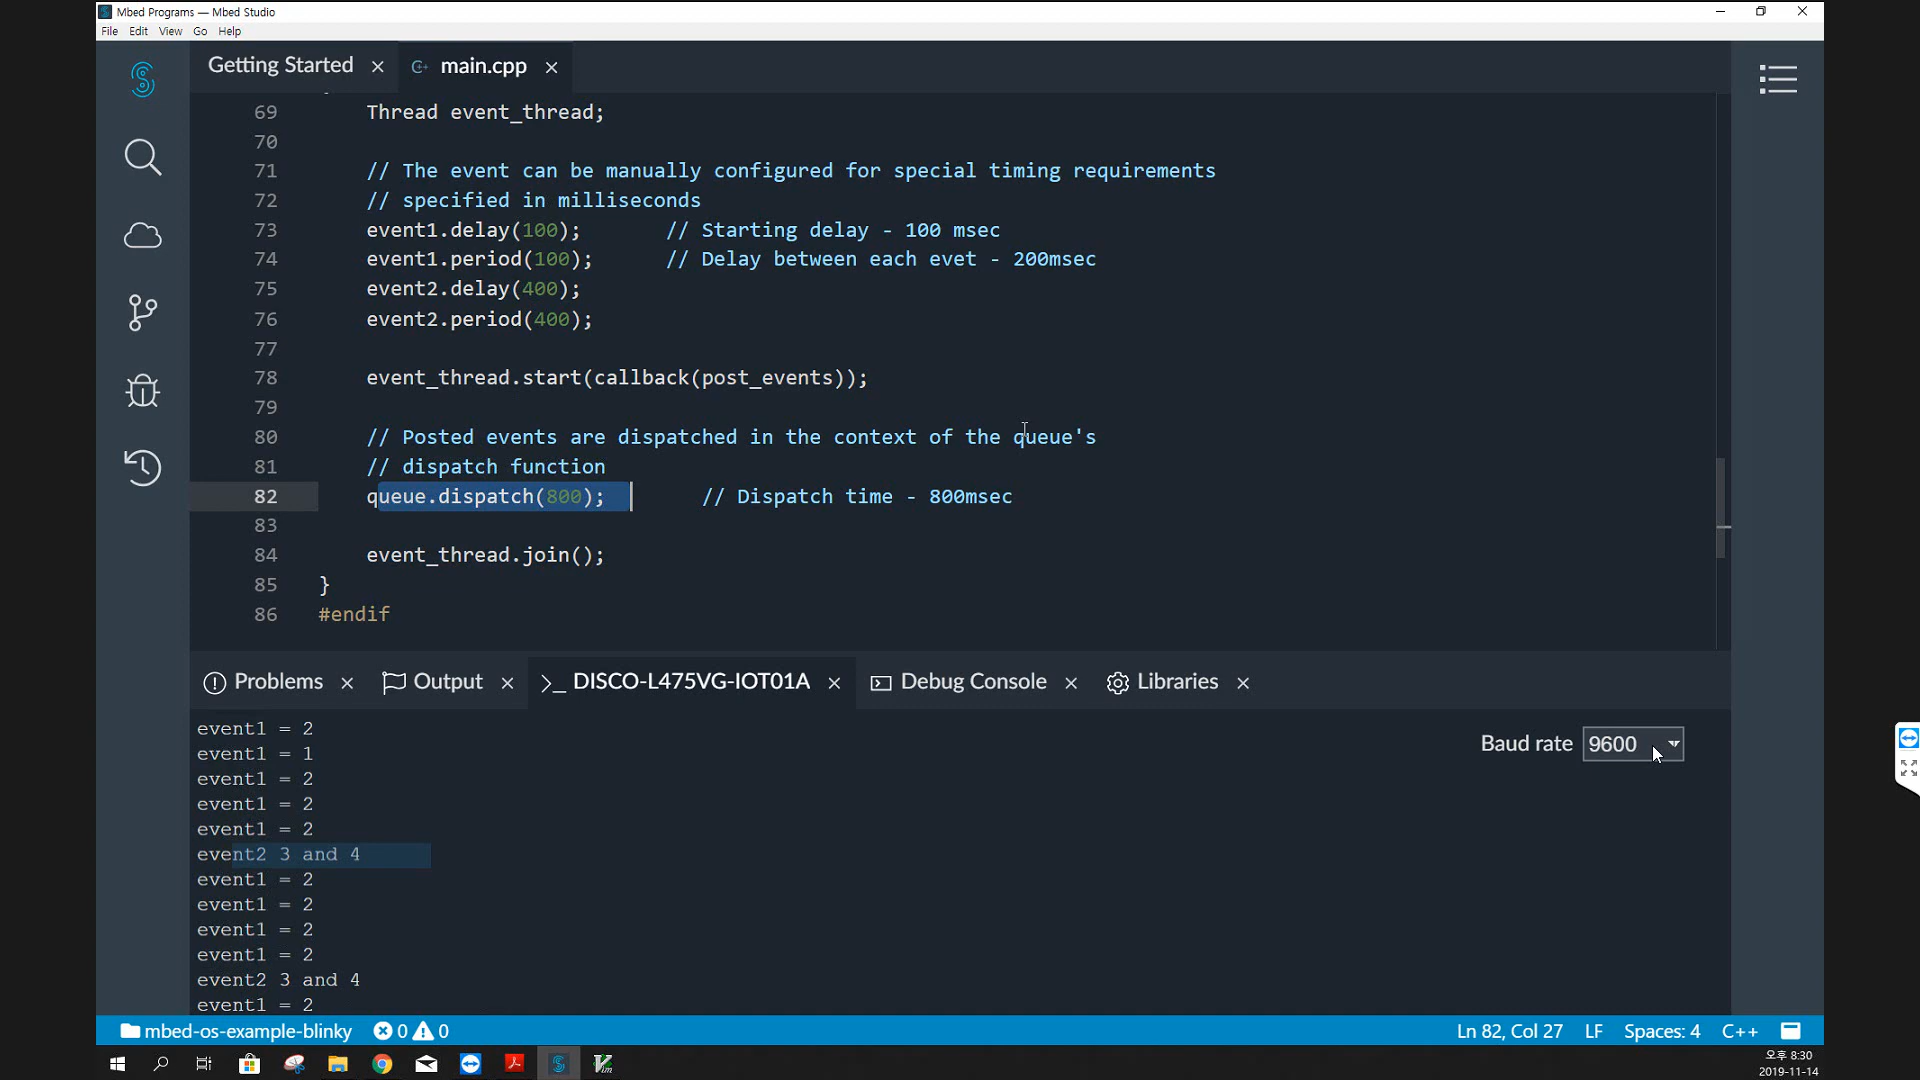 Mbed Programs — Mbed Studio
File Edit View Go Help
Getting Started × main.cpp ×
69 Thread event_thread;
70
71 // The event can be manually configured for special timing requirements
72 // specified in milliseconds
73 event1.delay(100); // Starting delay - 100 msec
74 event1.period(100); // Delay between each evet - 200msec
75 event2.delay(400);
76 event2.period(400);
77
78 event_thread.start(callback(post_events));
79
80 // Posted events are dispatched in the context of the queue's
81 // dispatch function
82 queue.dispatch(800); // Dispatch time - 800msec
83
84 event_thread.join();
85 }
86 #endif
Problems × Output × >_ DISCO-L475VG-IOT01A × Debug Console × Libraries ×
event1 = 2
Baud rate 9600
event1 = 1
event1 = 2
event1 = 2
event1 = 2
event2 3 and 4
event1 = 2
event1 = 2
event1 = 2
event1 = 2
event2 3 and 4
event1 = 2
mbed-os-example-blinky 0 0 Ln 82, Col 27 LF Spaces: 4 C++
오후 8:30
2019-11-14